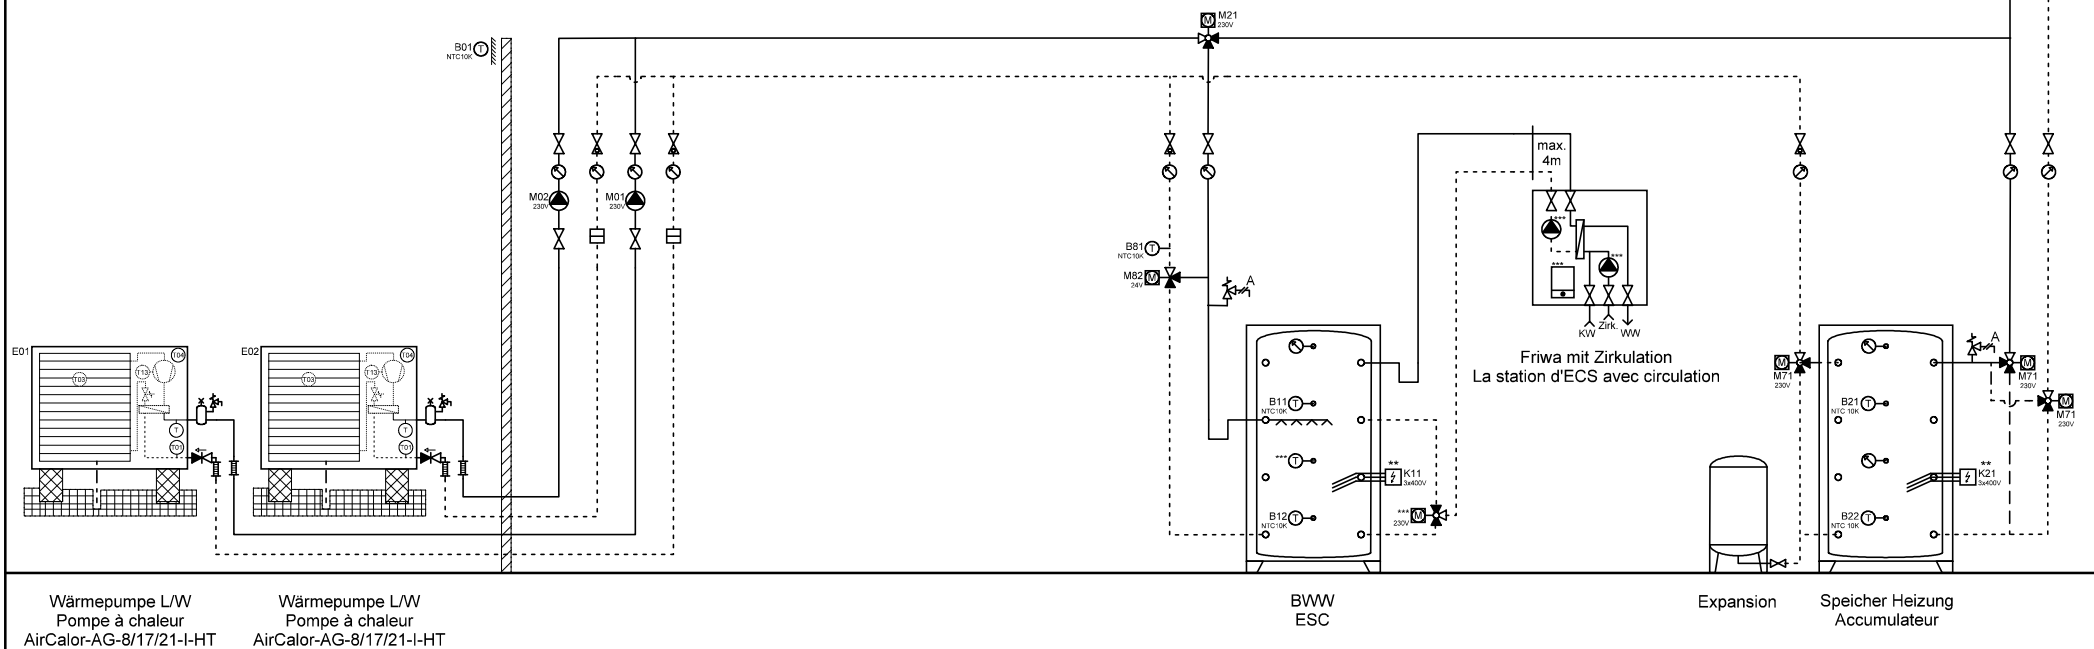 M21
230V
B01
T
NTC10K
M
max.
4m
M02
230V
M01
230V
***
***
***
B81
T
NTC10K
M82
24V
M
A
KW
Zirk.
WW
Friwa mit Zirkulation
La station d'ECS avec circulation
E01
T04
T03
T13
T
T01
E02
T04
T03
T13
T
T01
B11
NTC10K
T
***
T
**
K11
3x400V
B12
NTC10K
T
***
230V
M
M
M71
230V
A
M
M71
230V
M
M71
230V
B21
NTC 10K
T
**
K21
3x400V
B22
NTC 10K
T
Wärmepumpe L/W
Pompe à chaleur
AirCalor-AG-8/17/21-I-HT
Wärmepumpe L/W
Pompe à chaleur
AirCalor-AG-8/17/21-I-HT
BWW
ESC
Expansion
Speicher Heizung
Accumulateur